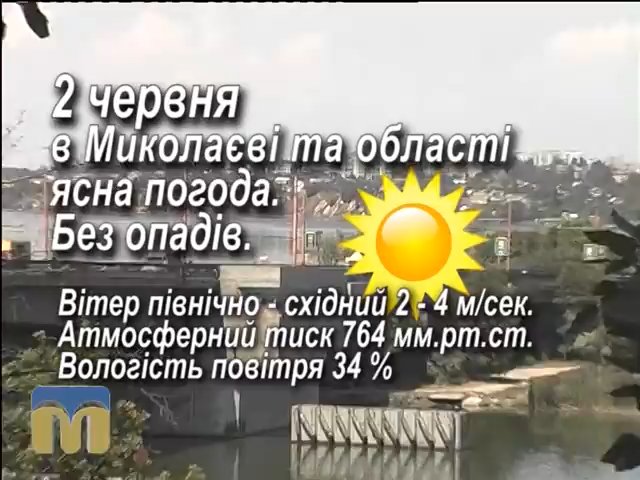 2 червня
в Миколаєві та області
ясна погода.
Без опадів.
Вітер північно - східний 2 - 4 м/сек.
Атмосферний тиск 764 мм.рт.ст.
Вологість повітря 34 %